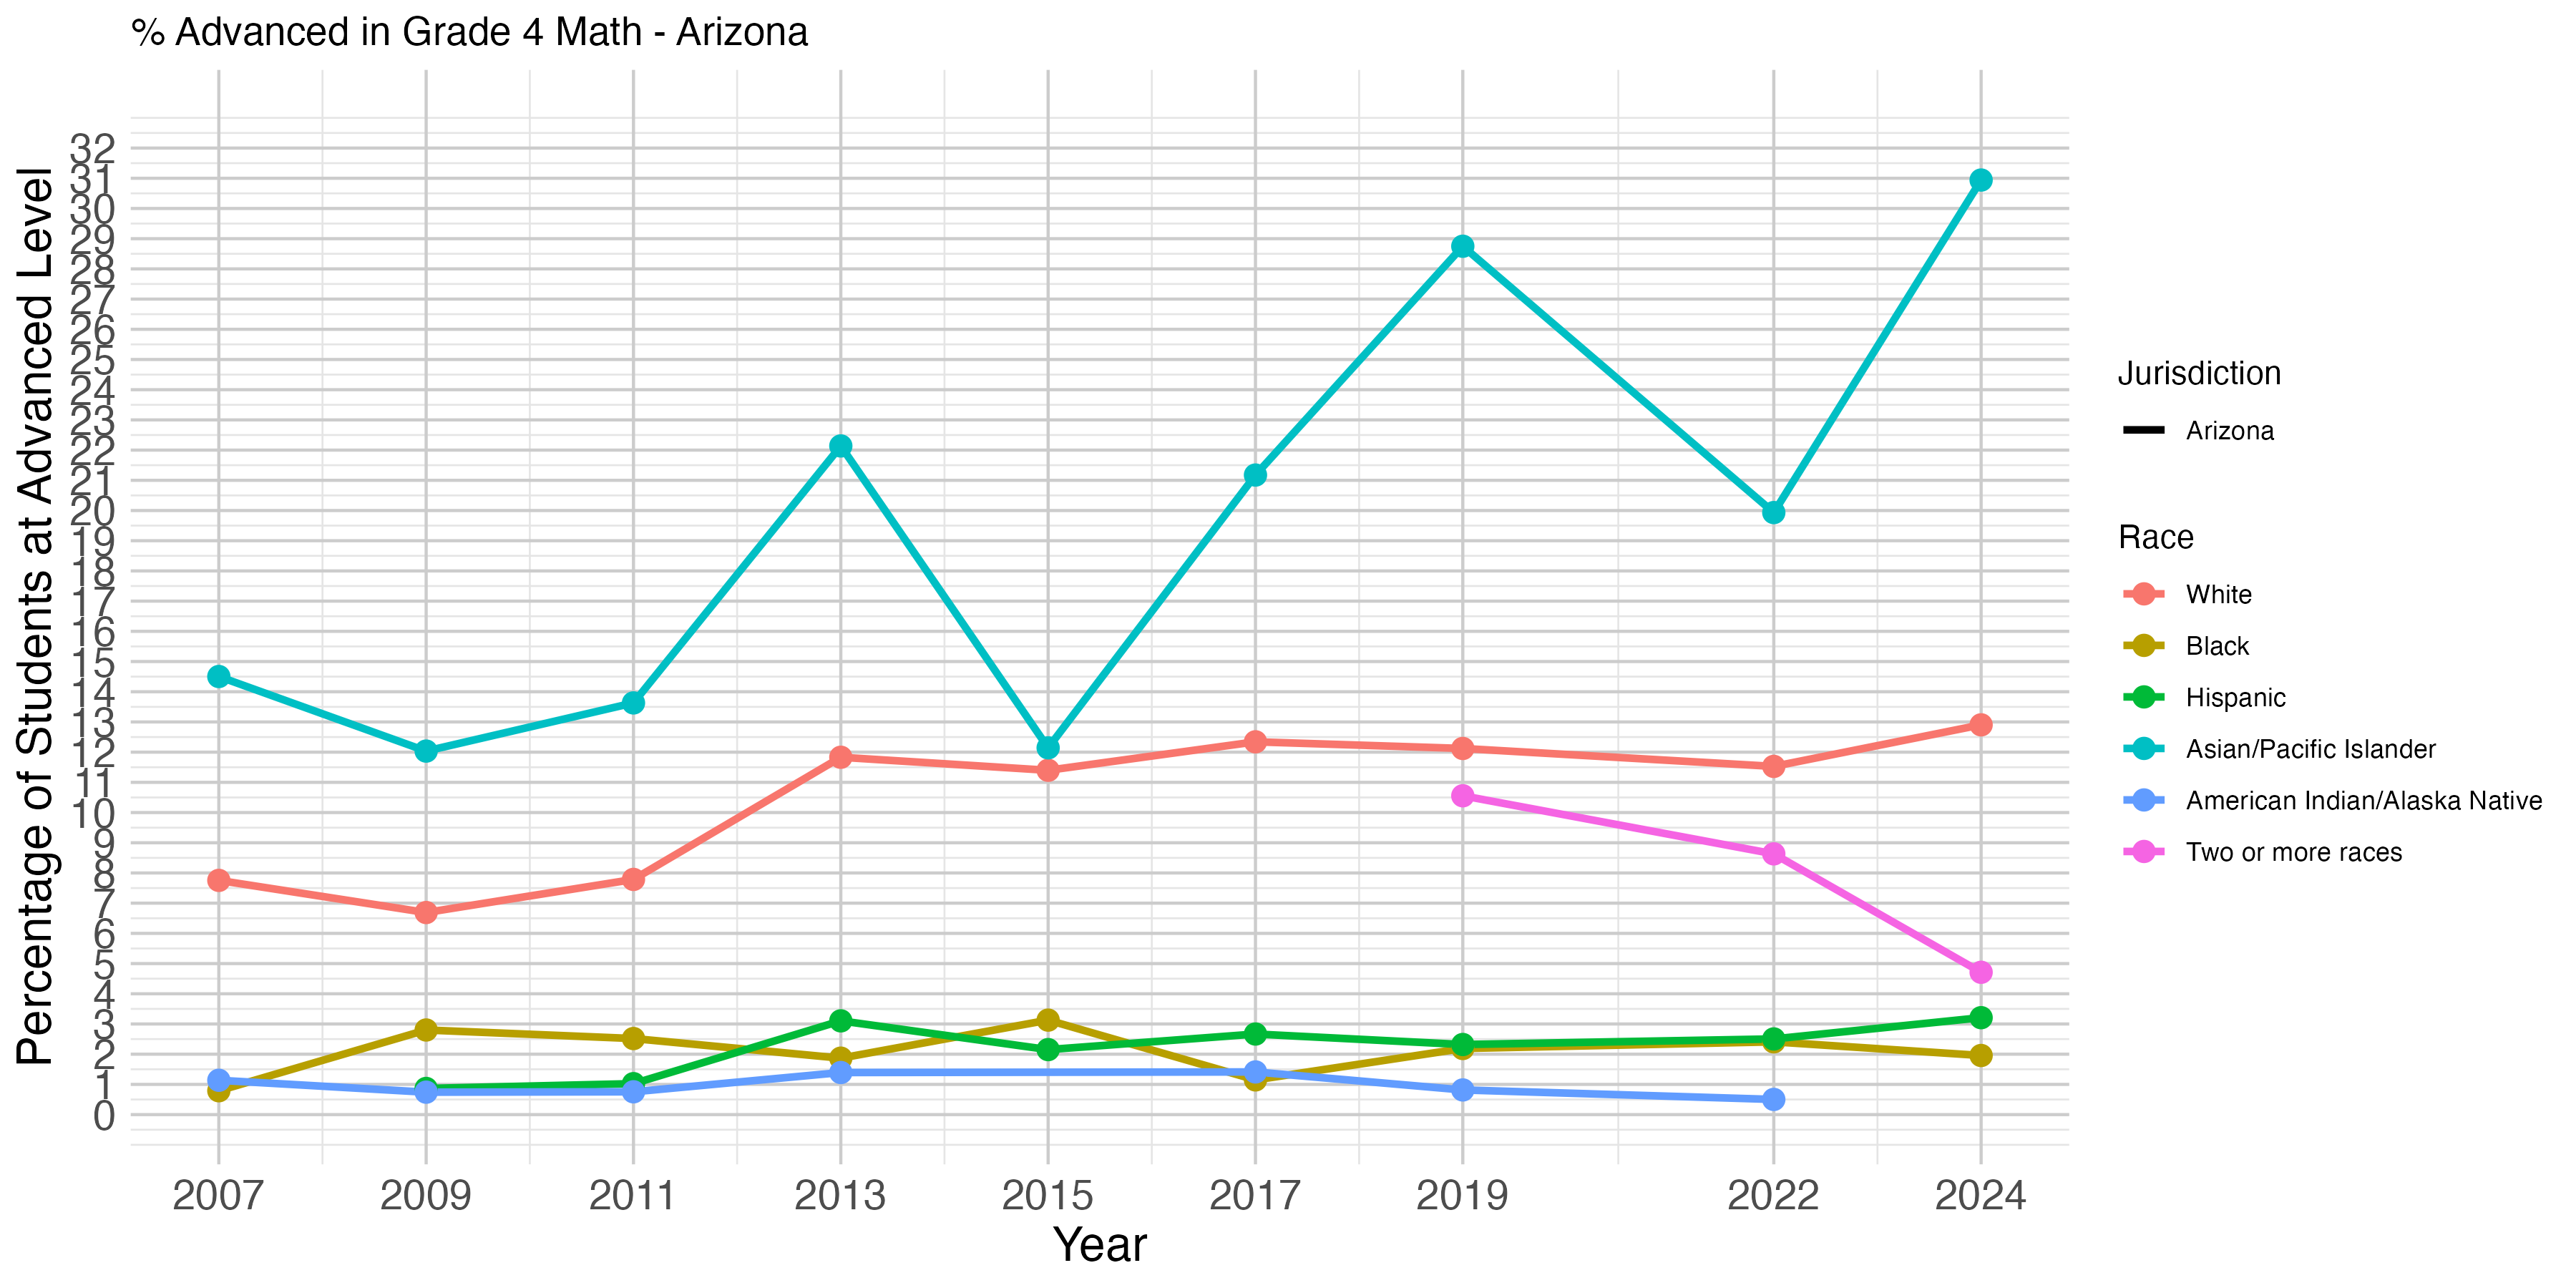 % Advanced in Grade 4 Math - Arizona
Percentage of Students at Advanced Level
32
31
30
29
28
27
26
25
24
23
22
21
20
19
18
17
16
15
14
13
12
11
10
9
8
7
6
5
4
3
2
1
0
2007 2009 2011 2013 2015 2017 2019 2022 2024
Year
Jurisdiction
Arizona
Race
White
Black
Hispanic
Asian/Pacific Islander
American Indian/Alaska Native
Two or more races